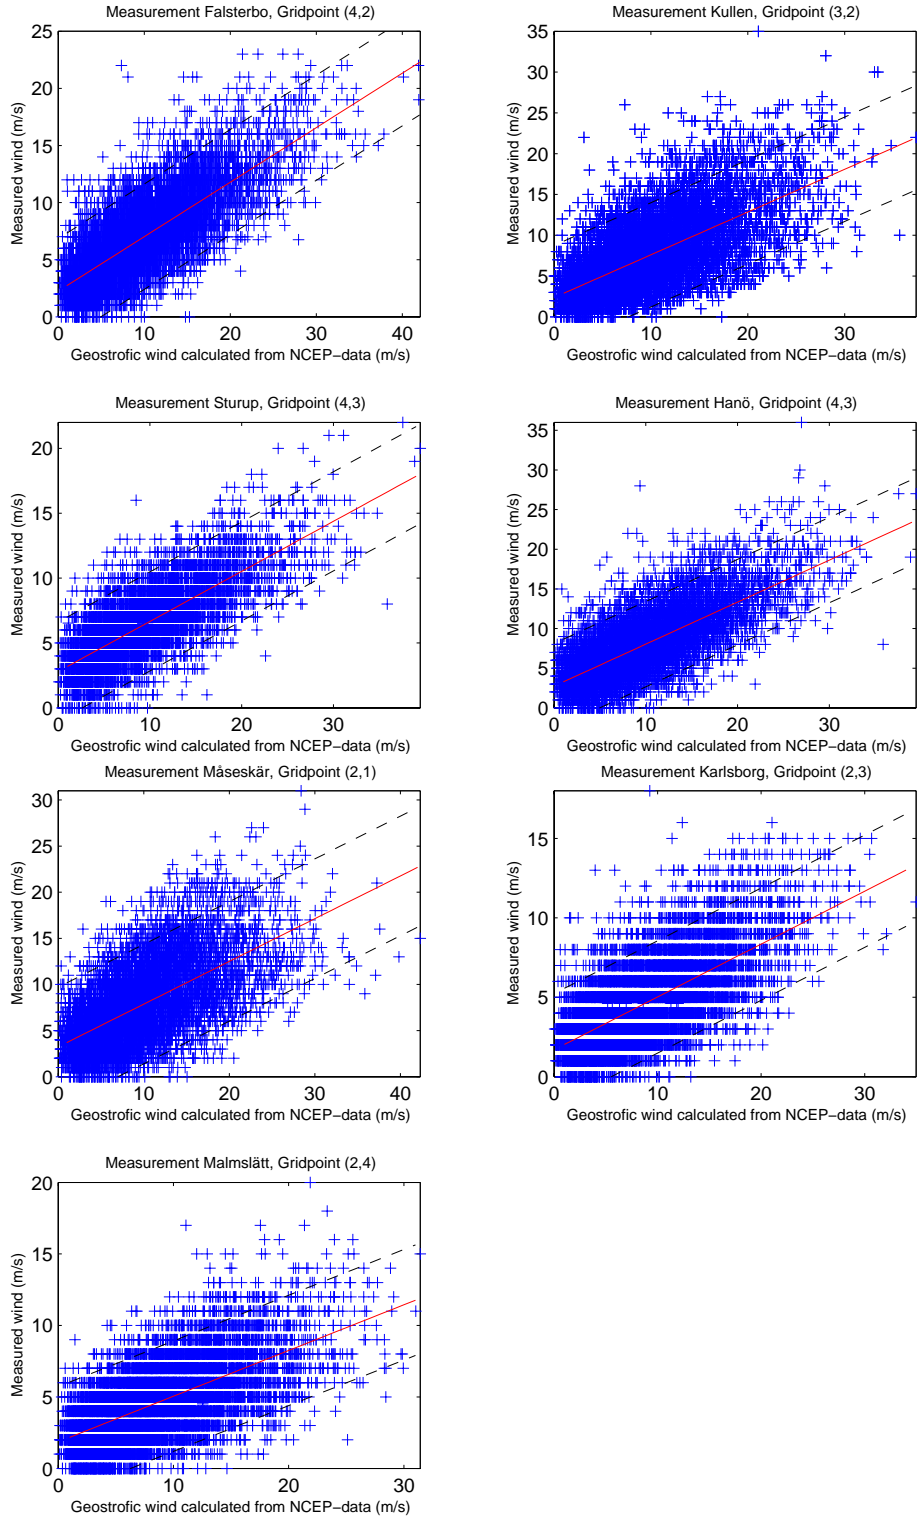 Measurement Falsterbo, Gridpoint (4,2)
25
20
15
10
5
0
0 10 20 30 40
Measured wind (m/s)
Geostrofic wind calculated from NCEP−data (m/s)
Measurement Kullen, Gridpoint (3,2)
35
30
25
20
15
10
5
0
0 10 20 30
Measured wind (m/s)
Geostrofic wind calculated from NCEP−data (m/s)
Measurement Sturup, Gridpoint (4,3)
20
15
10
5
0
0 10 20 30
Measured wind (m/s)
Geostrofic wind calculated from NCEP−data (m/s)
Measurement Hanö, Gridpoint (4,3)
35
30
25
20
15
10
5
0
0 10 20 30
Measured wind (m/s)
Geostrofic wind calculated from NCEP−data (m/s)
Measurement Måseskär, Gridpoint (2,1)
30
25
20
15
10
5
0
0 10 20 30 40
Measured wind (m/s)
Geostrofic wind calculated from NCEP−data (m/s)
Measurement Karlsborg, Gridpoint (2,3)
15
10
5
0
0 10 20 30
Measured wind (m/s)
Geostrofic wind calculated from NCEP−data (m/s)
Measurement Malmslätt, Gridpoint (2,4)
20
15
10
5
0
0 10 20 30
Measured wind (m/s)
Geostrofic wind calculated from NCEP−data (m/s)